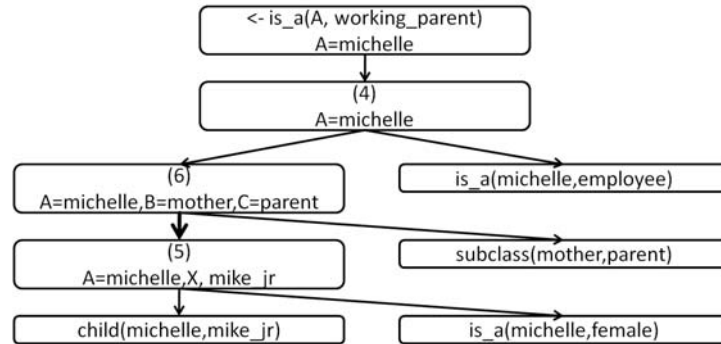 <- is_a(A, working_parent)
A=michelle
(4)
A=michelle
(6)
A=michelle,B=mother,C=parent
is_a(michelle,employee)
(5)
A=michelle,X, mike_jr
subclass(mother,parent)
child(michelle,mike_jr)
is_a(michelle,female)